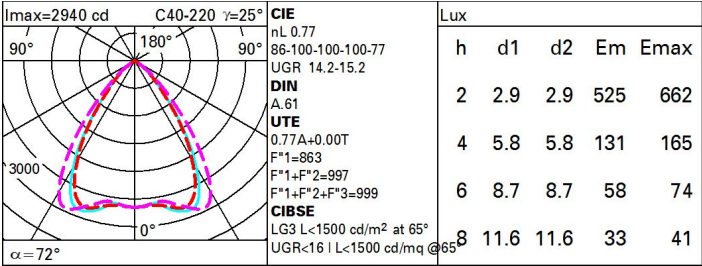 Imax=2940 cd C40-220 γ=25°
90° 180° 90°
3000
0°
α=72°
CIE
nL 0.77
86-100-100-100-77
UGR 14.2-15.2
DIN
A.61
UTE
0.77A+0.00T
F"1=863
F"1+F"2=997
F"1+F"2+F"3=999
CIBSE
LG3 L<1500 cd/m² at 65°
UGR<16 | L<1500 cd/mq @65°
Lux
h d1 d2 Em Emax
2 2.9 2.9 525 662
4 5.8 5.8 131 165
6 8.7 8.7 58 74
8 11.6 11.6 33 41